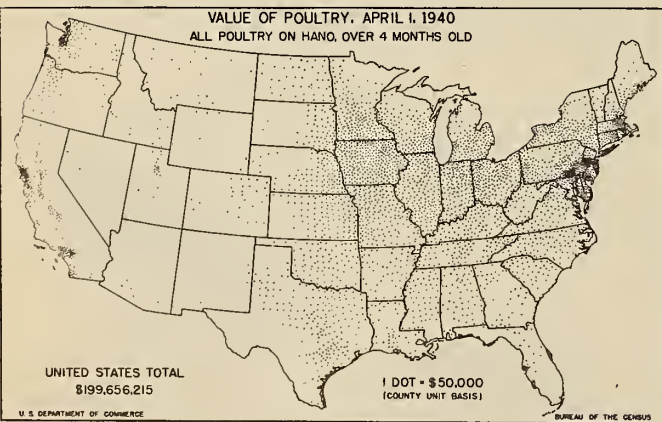 VALUE OF POULTRY, APRIL 1, 1940
ALL POULTRY ON HAND, OVER 4 MONTHS OLD
UNITED STATES TOTAL
$199,656,215
1 DOT = $50,000
(COUNTY UNIT BASIS)
U. S. DEPARTMENT OF COMMERCE
BUREAU OF THE CENSUS